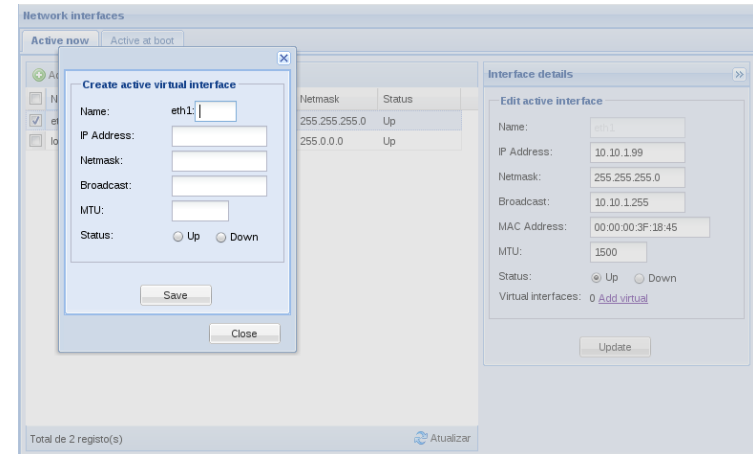 Network interfaces
Active now Active at boot
Create active virtual interface
Name: eth1:
IP Address:
Netmask:
Broadcast:
MTU:
Status: Up Down
Save
Close
Netmask Status
255.255.255.0 Up
255.0.0.0 Up
Total de 2 registo(s) Atualizar
Interface details
Edit active interface
Name: eth1
IP Address: 10.10.1.99
Netmask: 255.255.255.0
Broadcast: 10.10.1.255
MAC Address: 00:00:00:3F:18:45
MTU: 1500
Status: Up Down
Virtual interfaces: 0 Add virtual
Update